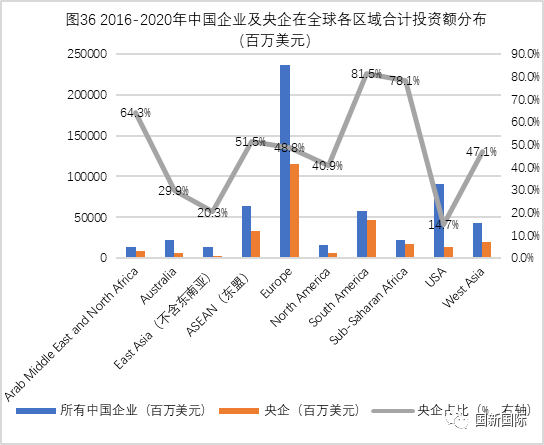 图36 2016-2020年中国企业及央企在全球各区域合计投资额分布
（百万美元）
250000
200000
150000
100000
50000
0
90.0%
80.0%
70.0%
60.0%
50.0%
40.0%
30.0%
20.0%
10.0%
0.0%
64.3%
29.9%
20.3%
51.5%
48.8%
40.9%
81.5%
78.1%
14.7%
47.1%
Arab Middle East and North Africa
Australia
East Asia（不含东南亚）
ASEAN（东盟）
Europe
North America
South America
Sub-Saharan Africa
USA
West Asia
所有中国企业（百万美元）
央企（百万美元）
央企占比（%，右轴）
国新国际